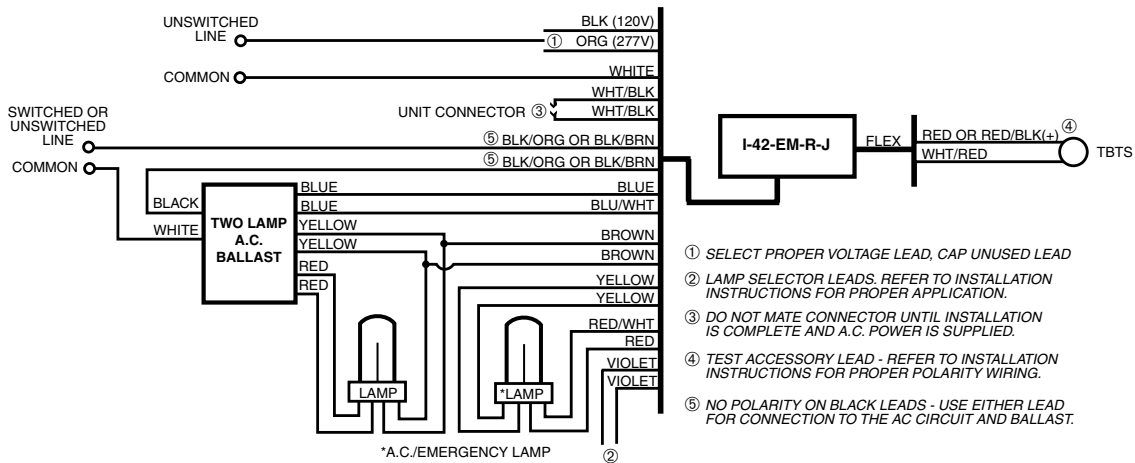 UNSWITCHED
LINE
BLK (120V)
① ORG (277V)
COMMON
WHITE
WHT/BLK
UNIT CONNECTOR ③
WHT/BLK
SWITCHED OR
UNSWITCHED
LINE
⑤ BLK/ORG OR BLK/BRN
COMMON
⑤ BLK/ORG OR BLK/BRN
I-42-EM-R-J
FLEX
RED OR RED/BLK(+) ④
WHT/RED
TBTS
BLACK
WHITE
TWO LAMP
A.C.
BALLAST
BLUE
BLUE
YELLOW
YELLOW
RED
RED
BLUE
BLU/WHT
BROWN
BROWN
YELLOW
YELLOW
RED/WHT
RED
VIOLET
VIOLET
LAMP
*LAMP
*A.C./EMERGENCY LAMP
②
① SELECT PROPER VOLTAGE LEAD, CAP UNUSED LEAD
② LAMP SELECTOR LEADS. REFER TO INSTALLATION
INSTRUCTIONS FOR PROPER APPLICATION.
③ DO NOT MATE CONNECTOR UNTIL INSTALLATION
IS COMPLETE AND A.C. POWER IS SUPPLIED.
④ TEST ACCESSORY LEAD - REFER TO INSTALLATION
INSTRUCTIONS FOR PROPER POLARITY WIRING.
⑤ NO POLARITY ON BLACK LEADS - USE EITHER LEAD
FOR CONNECTION TO THE AC CIRCUIT AND BALLAST.